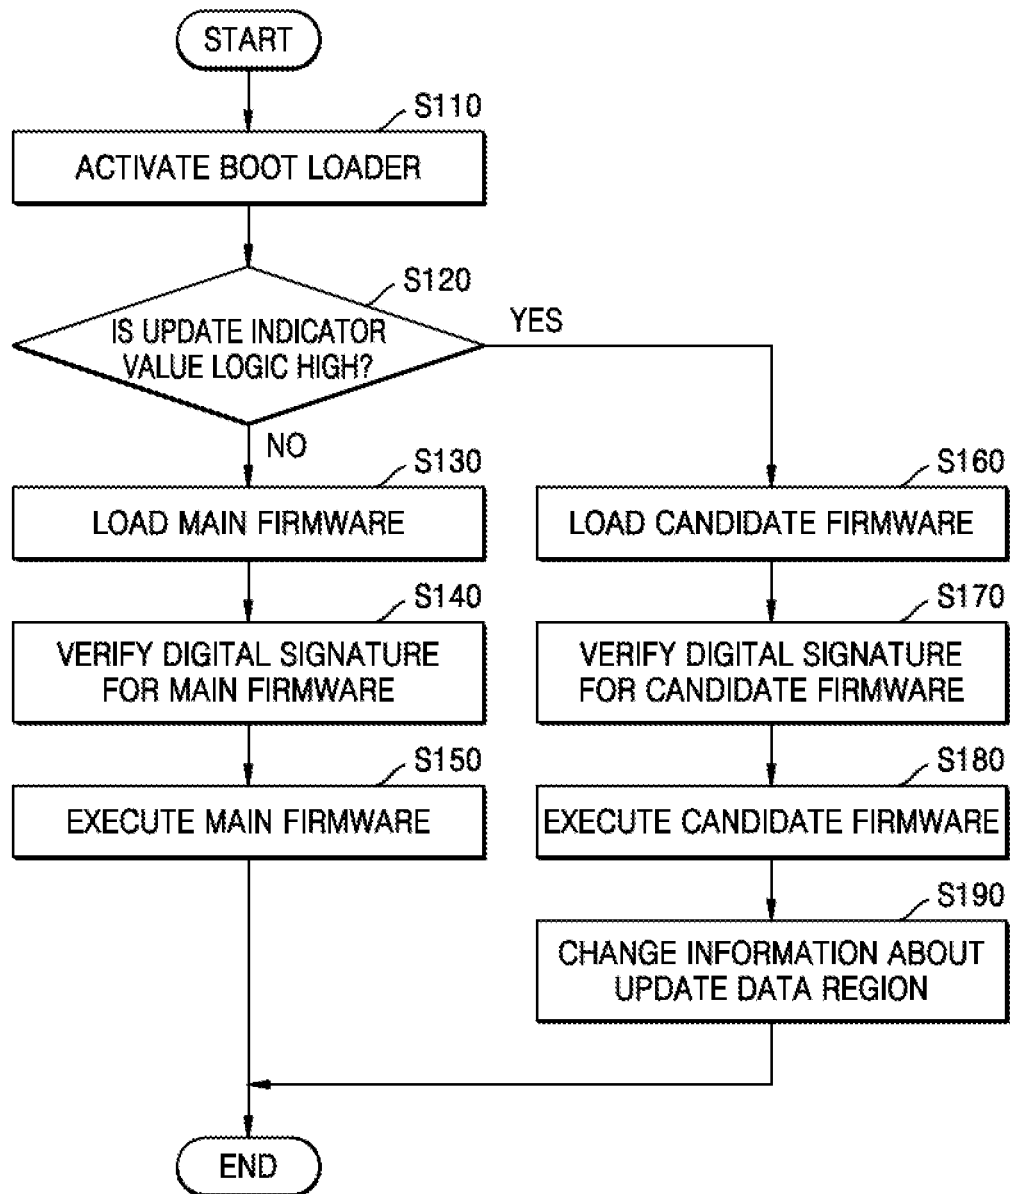 START
S110
ACTIVATE BOOT LOADER
S120
IS UPDATE INDICATOR
VALUE LOGIC HIGH?
YES
NO
S130
LOAD MAIN FIRMWARE
S140
VERIFY DIGITAL SIGNATURE
FOR MAIN FIRMWARE
S150
EXECUTE MAIN FIRMWARE
S160
LOAD CANDIDATE FIRMWARE
S170
VERIFY DIGITAL SIGNATURE
FOR CANDIDATE FIRMWARE
S180
EXECUTE CANDIDATE FIRMWARE
S190
CHANGE INFORMATION ABOUT
UPDATE DATA REGION
END